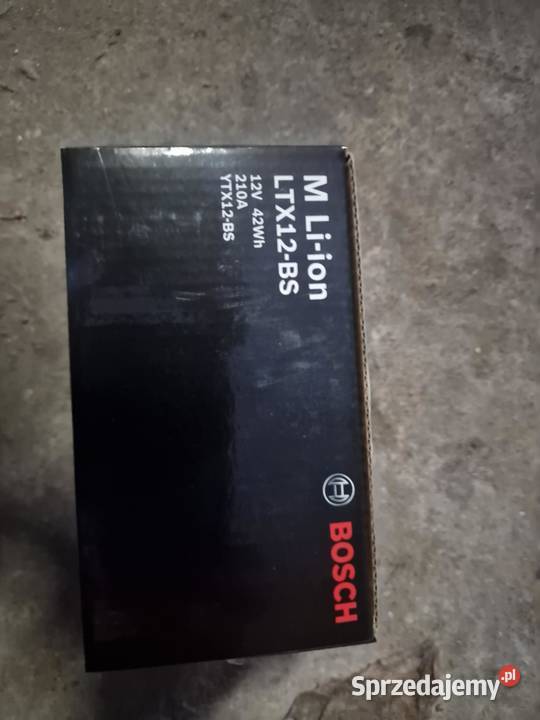 M Li-ion
LTX12-BS
12V 42Wh
210A
YTX12-BS
BOSCH
Sprzedajemy.pl